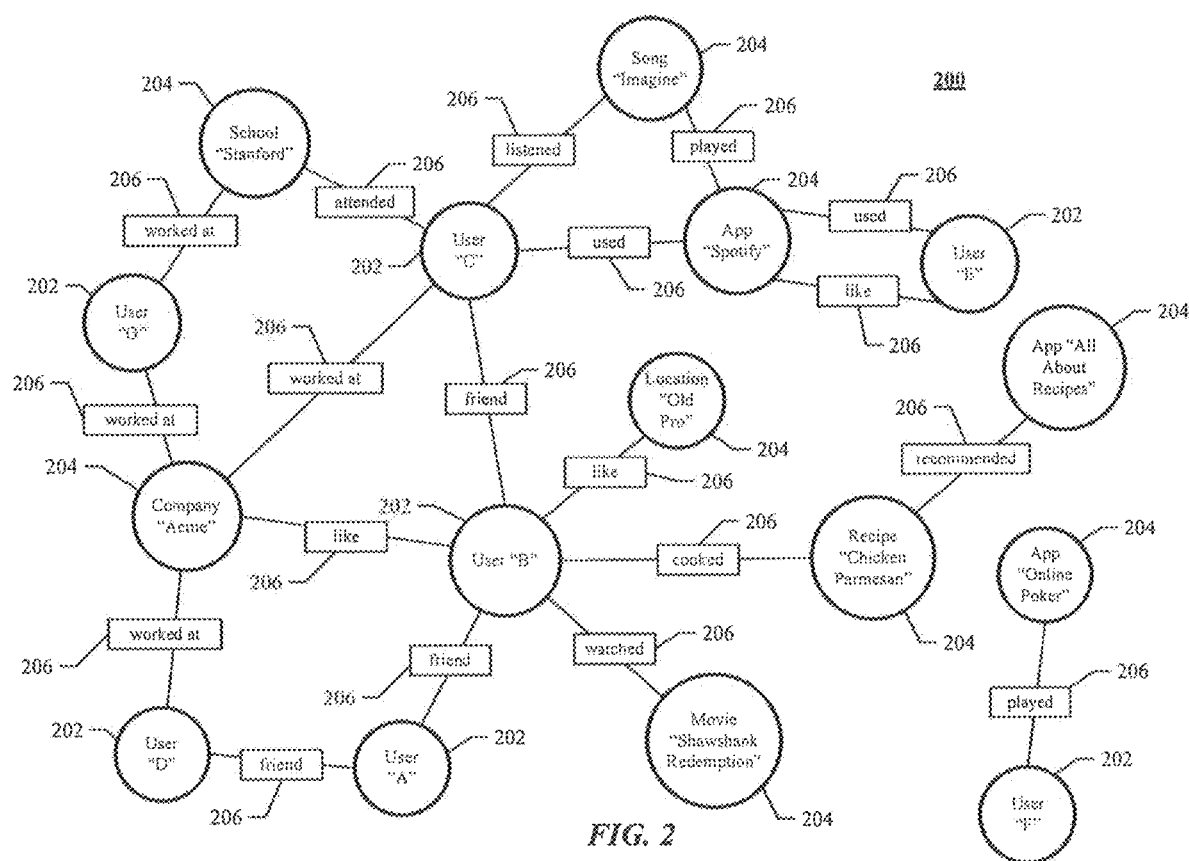 204
Song
"Imagine"
200
204
School
"Stanford"
206
listened
206
played
206
attended
206
worked at
204
App
"Spotify"
206
used
202
User
"E"
User
"C"
202
used
206
like
206
202
User
206
worked at
206
worked at
206
friend
Location
"Old
Pro"
204
204
App "All
About
Recipes"
206
recommended
204
Company
"Acme"
like
206
like
206
202
User "B"
206
cooked
Recipe
"Chicken
Parmesan"
204
204
App
"Online
Poker"
worked at
206
friend
206
watched
206
Movie
"Shawshank
Redemption"
204
206
played
202
User
"D"
friend
206
202
User
"A"
202
User
"F"
FIG. 2